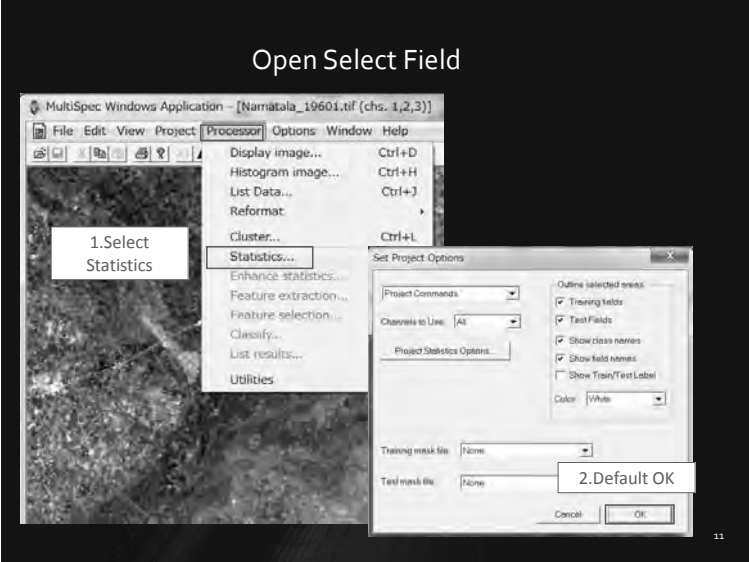 Open Select Field
MultiSpec Windows Application - [Namatala_19601.tif (chs. 1,2,3)]
File Edit View Project Processor Options Window Help
Display image... Ctrl+D
Histogram image... Ctrl+H
List Data... Ctrl+J
Reformat
Cluster... Ctrl+L
Statistics...
Enhance statistics...
Feature extraction...
Feature selection...
Classify...
List results...
Utilities
1.Select
Statistics
Set Project Options
Project Commands
Channels to Use: All
Project Statistics Options...
Outline selected areas:
Training fields
Test Fields
Show class names
Show field names
Show Train/Test Label
Color: White
Training mask file: None
Test mask file: None
2.Default OK
Cancel OK
11